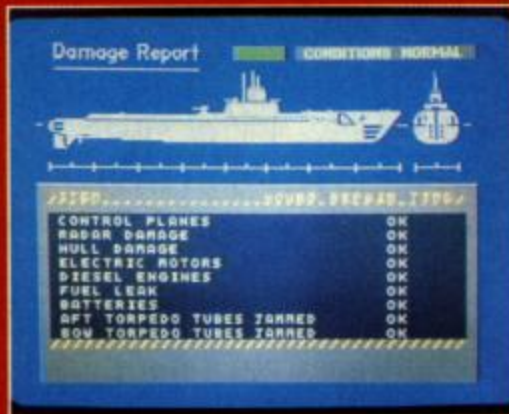 Damage Report
CONDITIONS NORMAL
CONTROL PLANES OK
RADAR DAMAGE OK
HULL DAMAGE OK
ELECTRIC MOTORS OK
DIESEL ENGINES OK
FUEL LEAK OK
BATTERIES OK
AFT TORPEDO TUBES JAMMED OK
BOW TORPEDO TUBES JAMMED OK